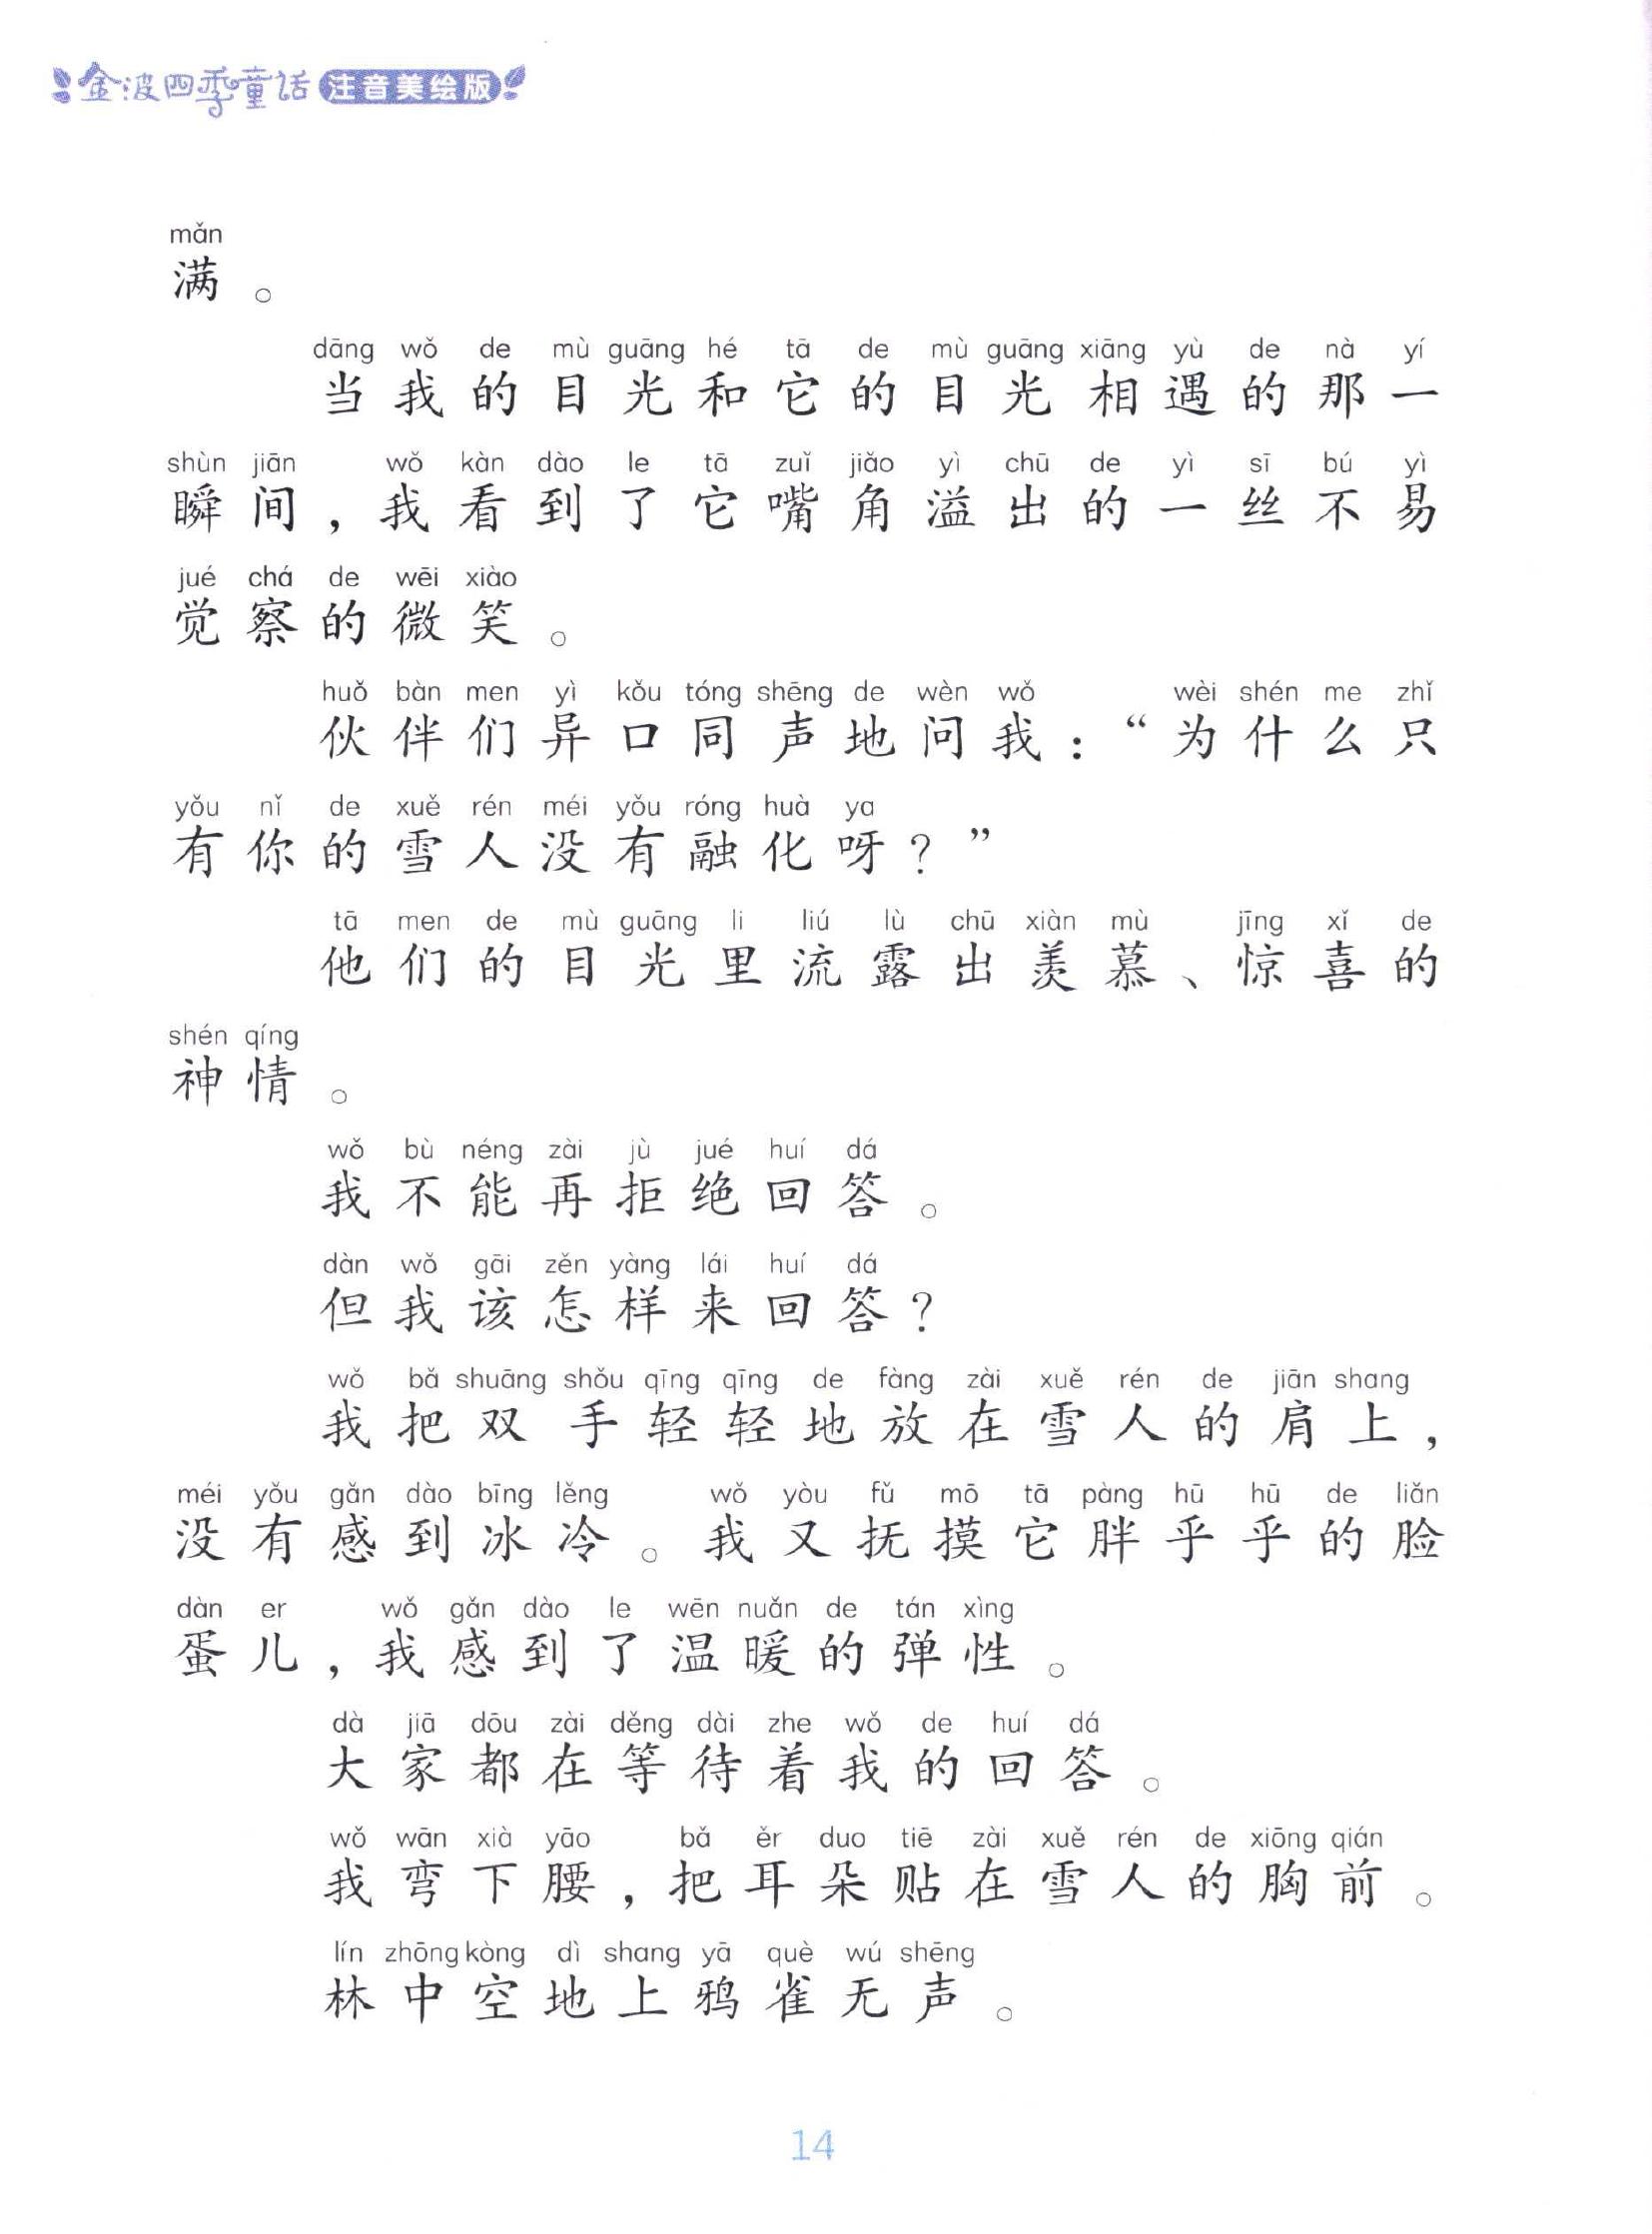 金波四季童话 注音美绘版
mǎn
满。
dāng wǒ de mù guāng hé tā de mù guāng xiāng yù de nà yí
当我的目光和它的目光相遇的那一
shùn jiān wǒ kàn dào le tā zuǐ jiǎo yì chū de yì sī bú yì
瞬间，我看到了它嘴角溢出的一丝不易
jué chá de wēi xiào
觉察的微笑。
huǒ bàn men yì kǒu tóng shēng de wèn wǒ wèi shén me zhǐ
伙伴们异口同声地问我：“为什么只
yǒu nǐ de xuě rén méi yǒu róng huà ya
有你的雪人没有融化呀？”
tā men de mù guāng li liú lù chū xiàn mù jīng xǐ de
他们的目光里流露出羡慕、惊喜的
shén qíng
神情。
wǒ bù néng zài jù jué huí dá
我不能再拒绝回答。
dàn wǒ gāi zěn yàng lái huí dá
但我该怎样来回答？
wǒ bǎ shuāng shǒu qīng qīng de fàng zài xuě rén de jiān shang
我把双手轻轻地放在雪人的肩上，
méi yǒu gǎn dào bīng lěng wǒ yòu fǔ mō tā pàng hū hū de liǎn
没有感到冰冷。我又抚摸它胖乎乎的脸
dàn er wǒ gǎn dào le wēn nuǎn de tán xìng
蛋儿，我感到了温暖的弹性。
dà jiā dōu zài děng dài zhe wǒ de huí dá
大家都在等待着我的回答。
wǒ wān xià yāo bǎ ěr duo tiē zài xuě rén de xiōng qián
我弯下腰，把耳朵贴在雪人的胸前。
lín zhōng kòng dì shang yā què wú shēng
林中空地上鸦雀无声。
14